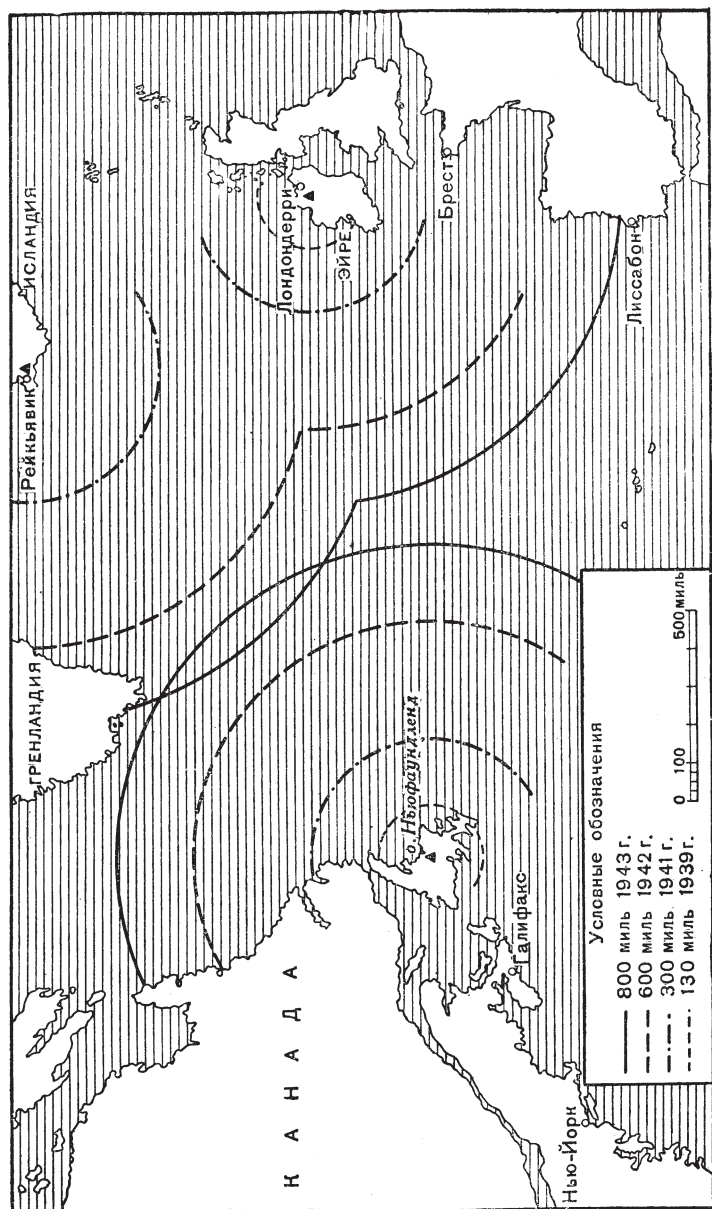 ГРЕНЛАНДИЯ
Рейкьявик
ИСЛАНДИЯ
Лондондерри
ЭЙРЕ
Брест
Лиссабон
КАНАДА
о. Ньюфаундленд
Галифакс
Нью-Йорк
Условные обозначения
800 миль 1943 г.
600 миль 1942 г.
300 миль 1941 г.
130 миль 1939 г.
0 100 500 миль